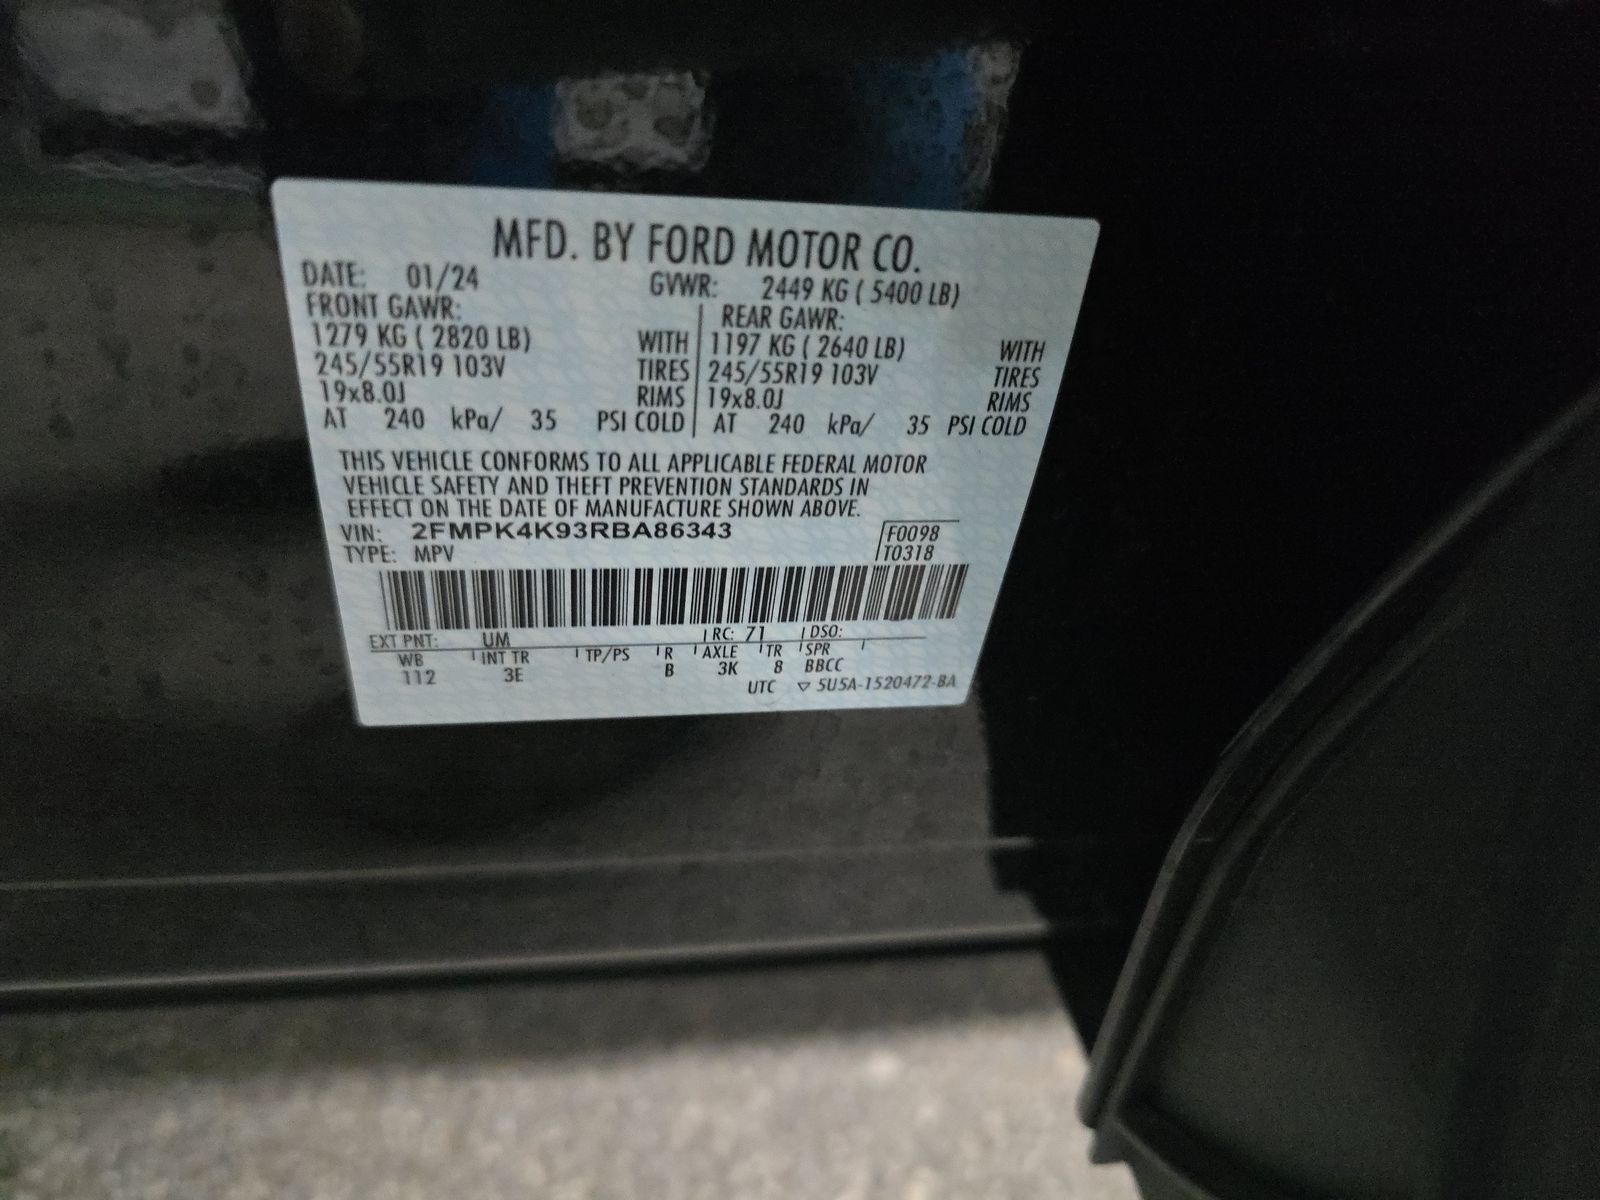 MFD. BY FORD MOTOR CO.
DATE: 01/24 GVWR: 2449 KG ( 5400 LB)
FRONT GAWR: REAR GAWR:
1279 KG ( 2820 LB) WITH 1197 KG ( 2640 LB) WITH
245/55R19 103V TIRES 245/55R19 103V TIRES
19x8.0J RIMS 19x8.0J RIMS
AT 240 kPa/ 35 PSI COLD AT 240 kPa/ 35 PSI COLD
THIS VEHICLE CONFORMS TO ALL APPLICABLE FEDERAL MOTOR
VEHICLE SAFETY AND THEFT PREVENTION STANDARDS IN
EFFECT ON THE DATE OF MANUFACTURE SHOWN ABOVE.
VIN: 2FMPK4K93RBA86343 F0098
TYPE: MPV T0318
EXT PNT: UM RC: 71 DSO:
WB INT TR TP/PS R AXLE TR SPR
112 3E B 3K 8 BBCC
UTC ▽ 5U5A-1520472-BA